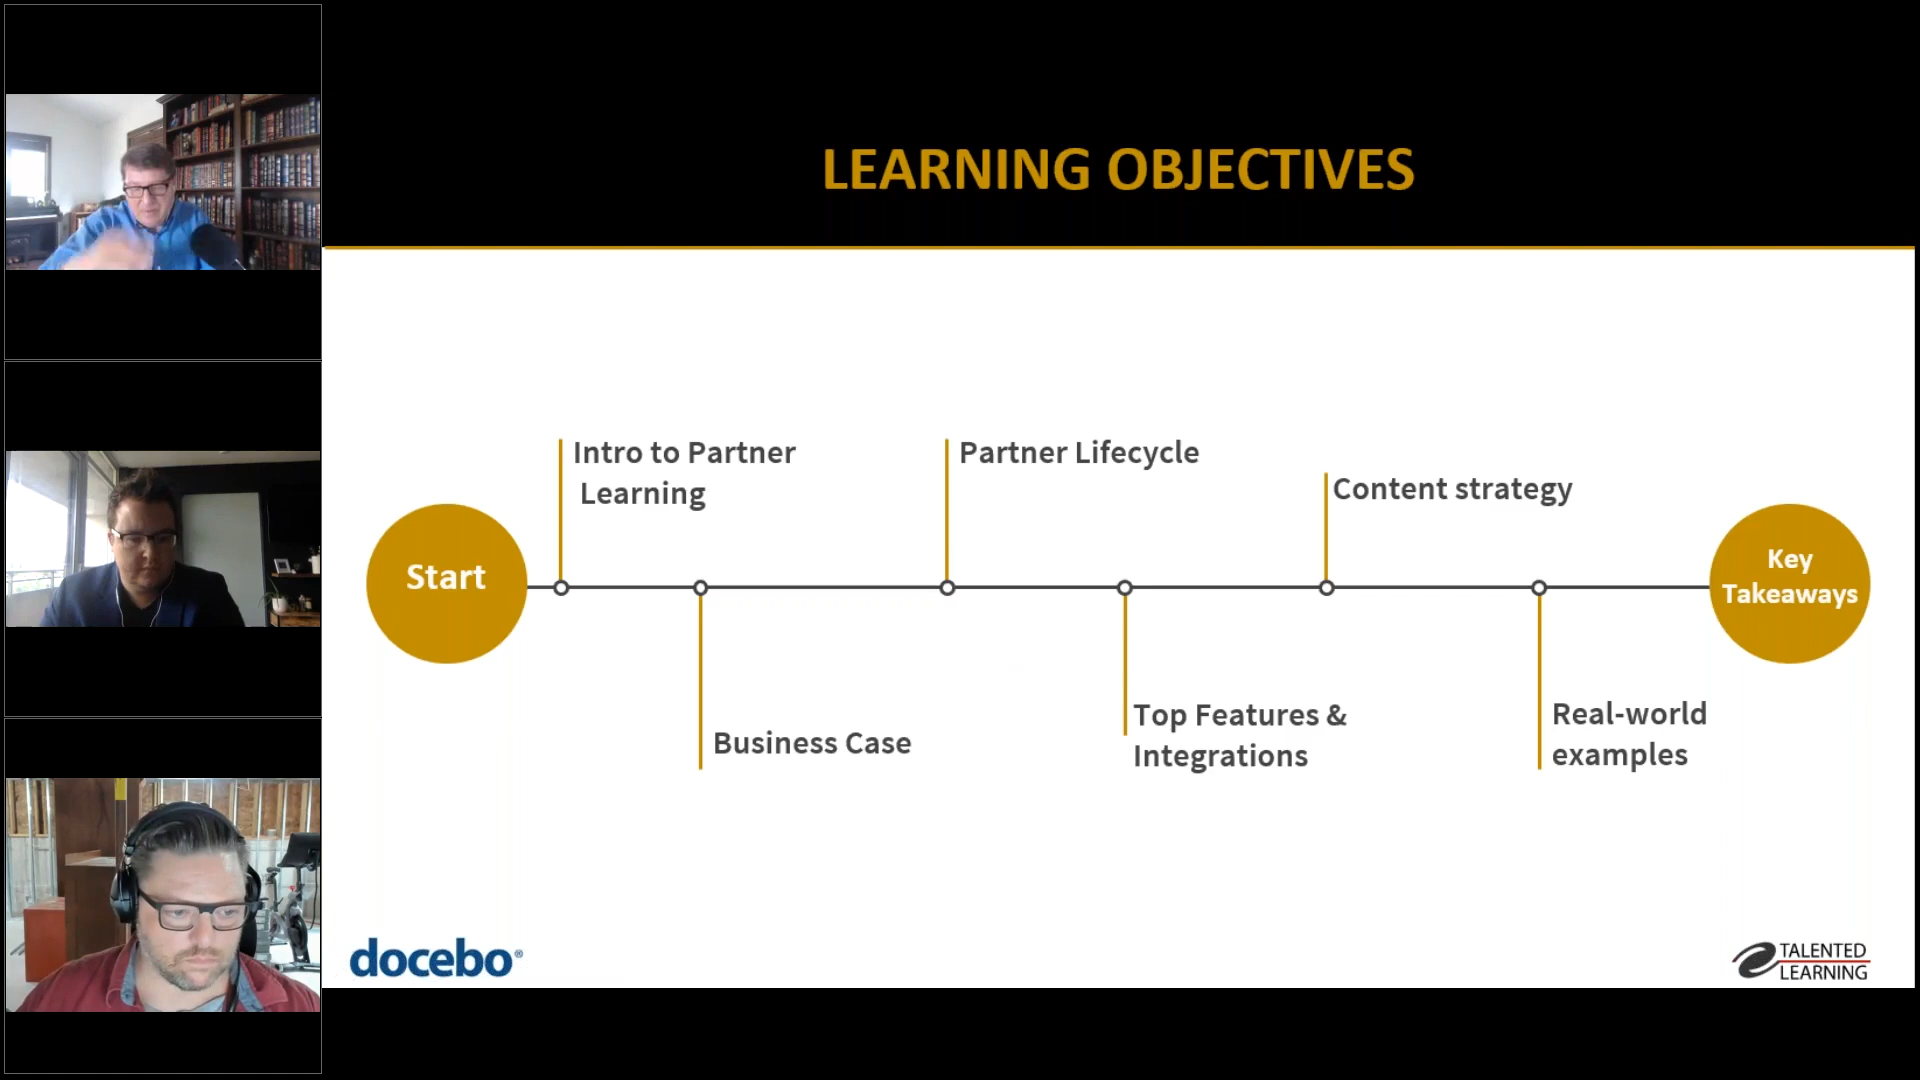 LEARNING OBJECTIVES
Intro to Partner
Learning
Partner Lifecycle
Content strategy
Start
Key
Takeaways
Business Case
Top Features &
Integrations
Real-world
examples
docebo®
TALENTED
LEARNING